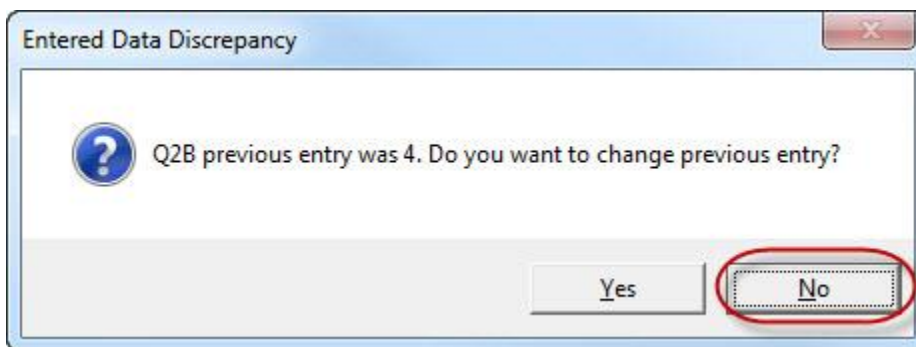 Entered Data Discrepancy
Q2B previous entry was 4. Do you want to change previous entry?
Yes
No